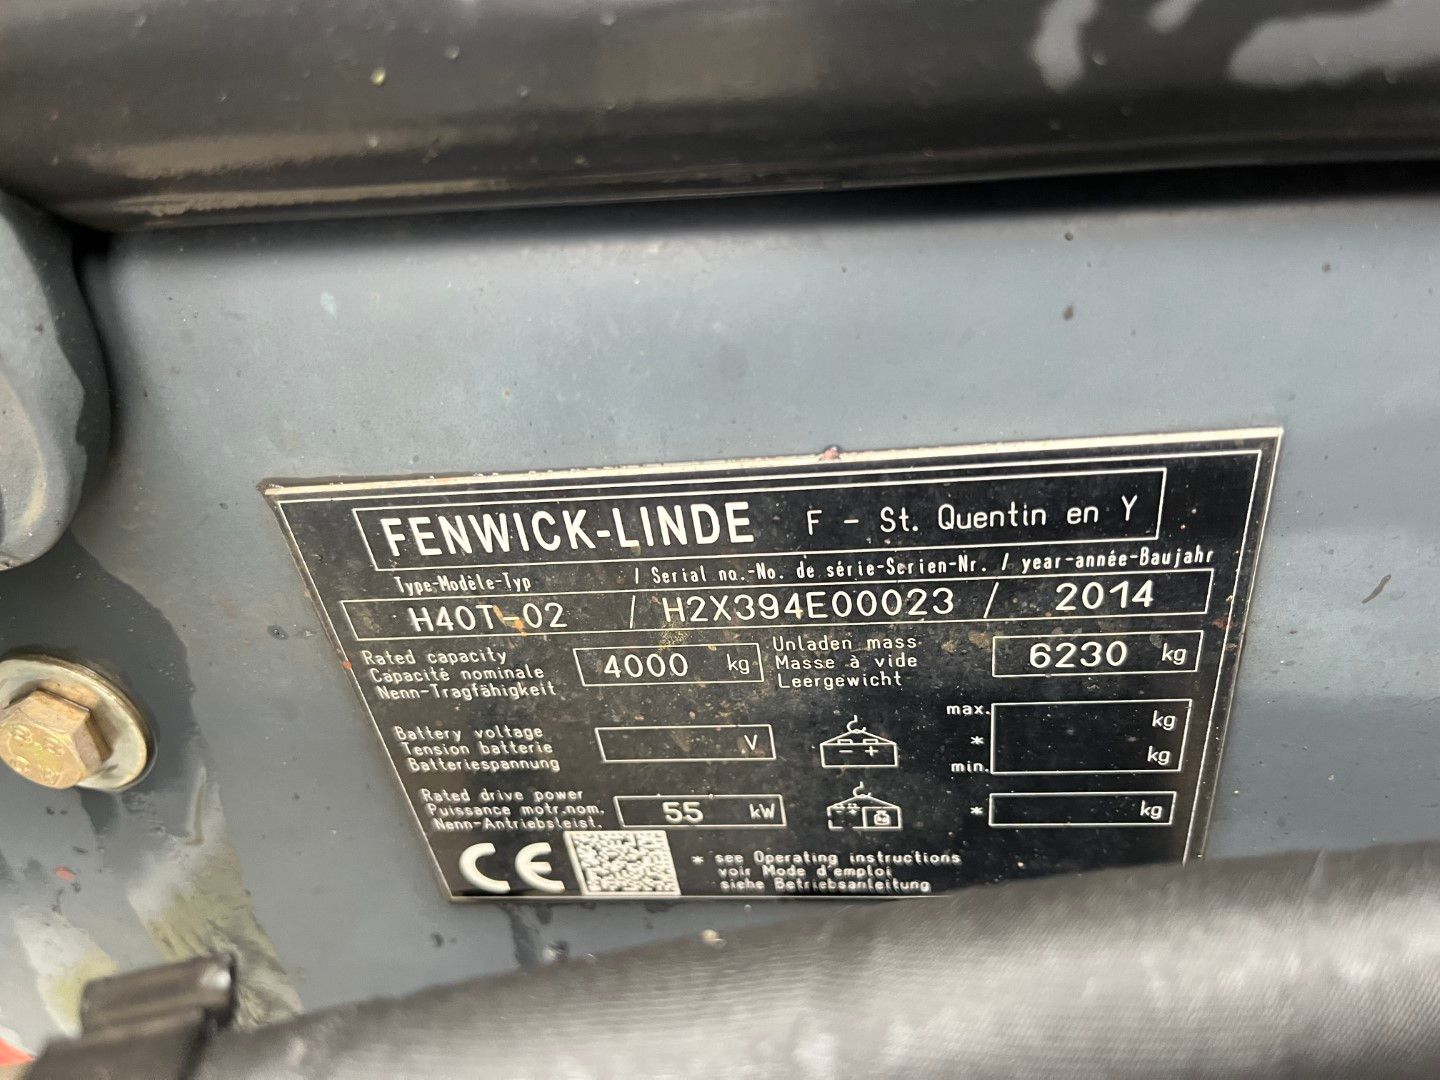 FENWICK-LINDE F - St. Quentin en Y
Type-Modèle-Typ / Serial no.-No. de série-Serien-Nr. / year-année-Baujahr
H40T-02 / H2X394E00023 / 2014
Rated capacity
Capacité nominale
Nenn-Tragfähigkeit
4000 kg
Unladen mass
Masse à vide
Leergewicht
6230 kg
Battery voltage
Tension batterie
Batteriespannung
V
- +
max. kg
* kg
min.
Rated drive power
Puissance motr.nom.
Nenn-Antriebsleist.
55 kW
* kg
CE
* see Operating instructions
voir Mode d'emploi
siehe Betriebsanleitung
8.8